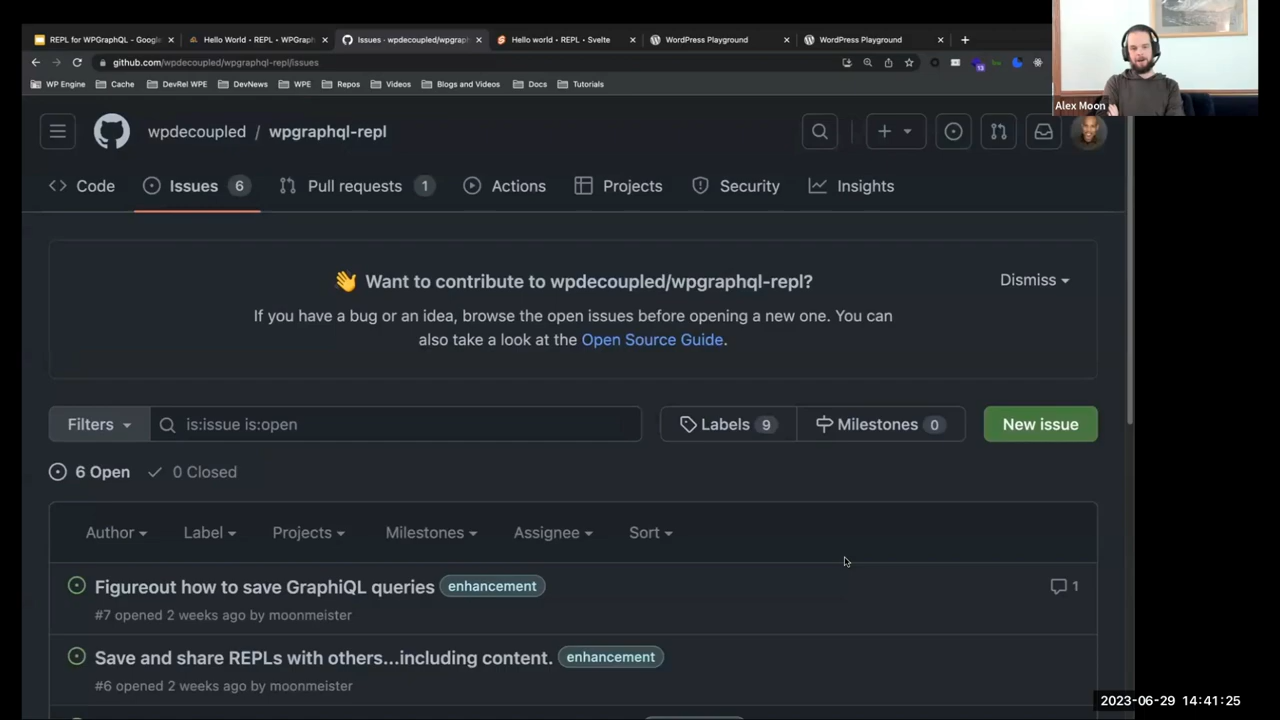 REPL for WPGraphQL - Google
Hello World • REPL • WPGraph
Issues · wpdecoupled/wpgraph
Hello world • REPL • Svelte
WordPress Playground
WordPress Playground
github.com/wpdecoupled/wpgraphql-repl/issues
13
WP Engine
Cache
DevRel WPE
DevNews
WPE
Repos
Videos
Blogs and Videos
Docs
Tutorials
Alex Moon
wpdecoupled / wpgraphql-repl
Code
Issues 6
Pull requests 1
Actions
Projects
Security
Insights
👋 Want to contribute to wpdecoupled/wpgraphql-repl?
Dismiss
If you have a bug or an idea, browse the open issues before opening a new one. You can
also take a look at the Open Source Guide.
Filters
is:issue is:open
Labels 9
Milestones 0
New issue
6 Open
0 Closed
Author
Label
Projects
Milestones
Assignee
Sort
Figureout how to save GraphiQL queries enhancement
1
#7 opened 2 weeks ago by moonmeister
Save and share REPLs with others...including content. enhancement
#6 opened 2 weeks ago by moonmeister
2023-06-29 14:41:25